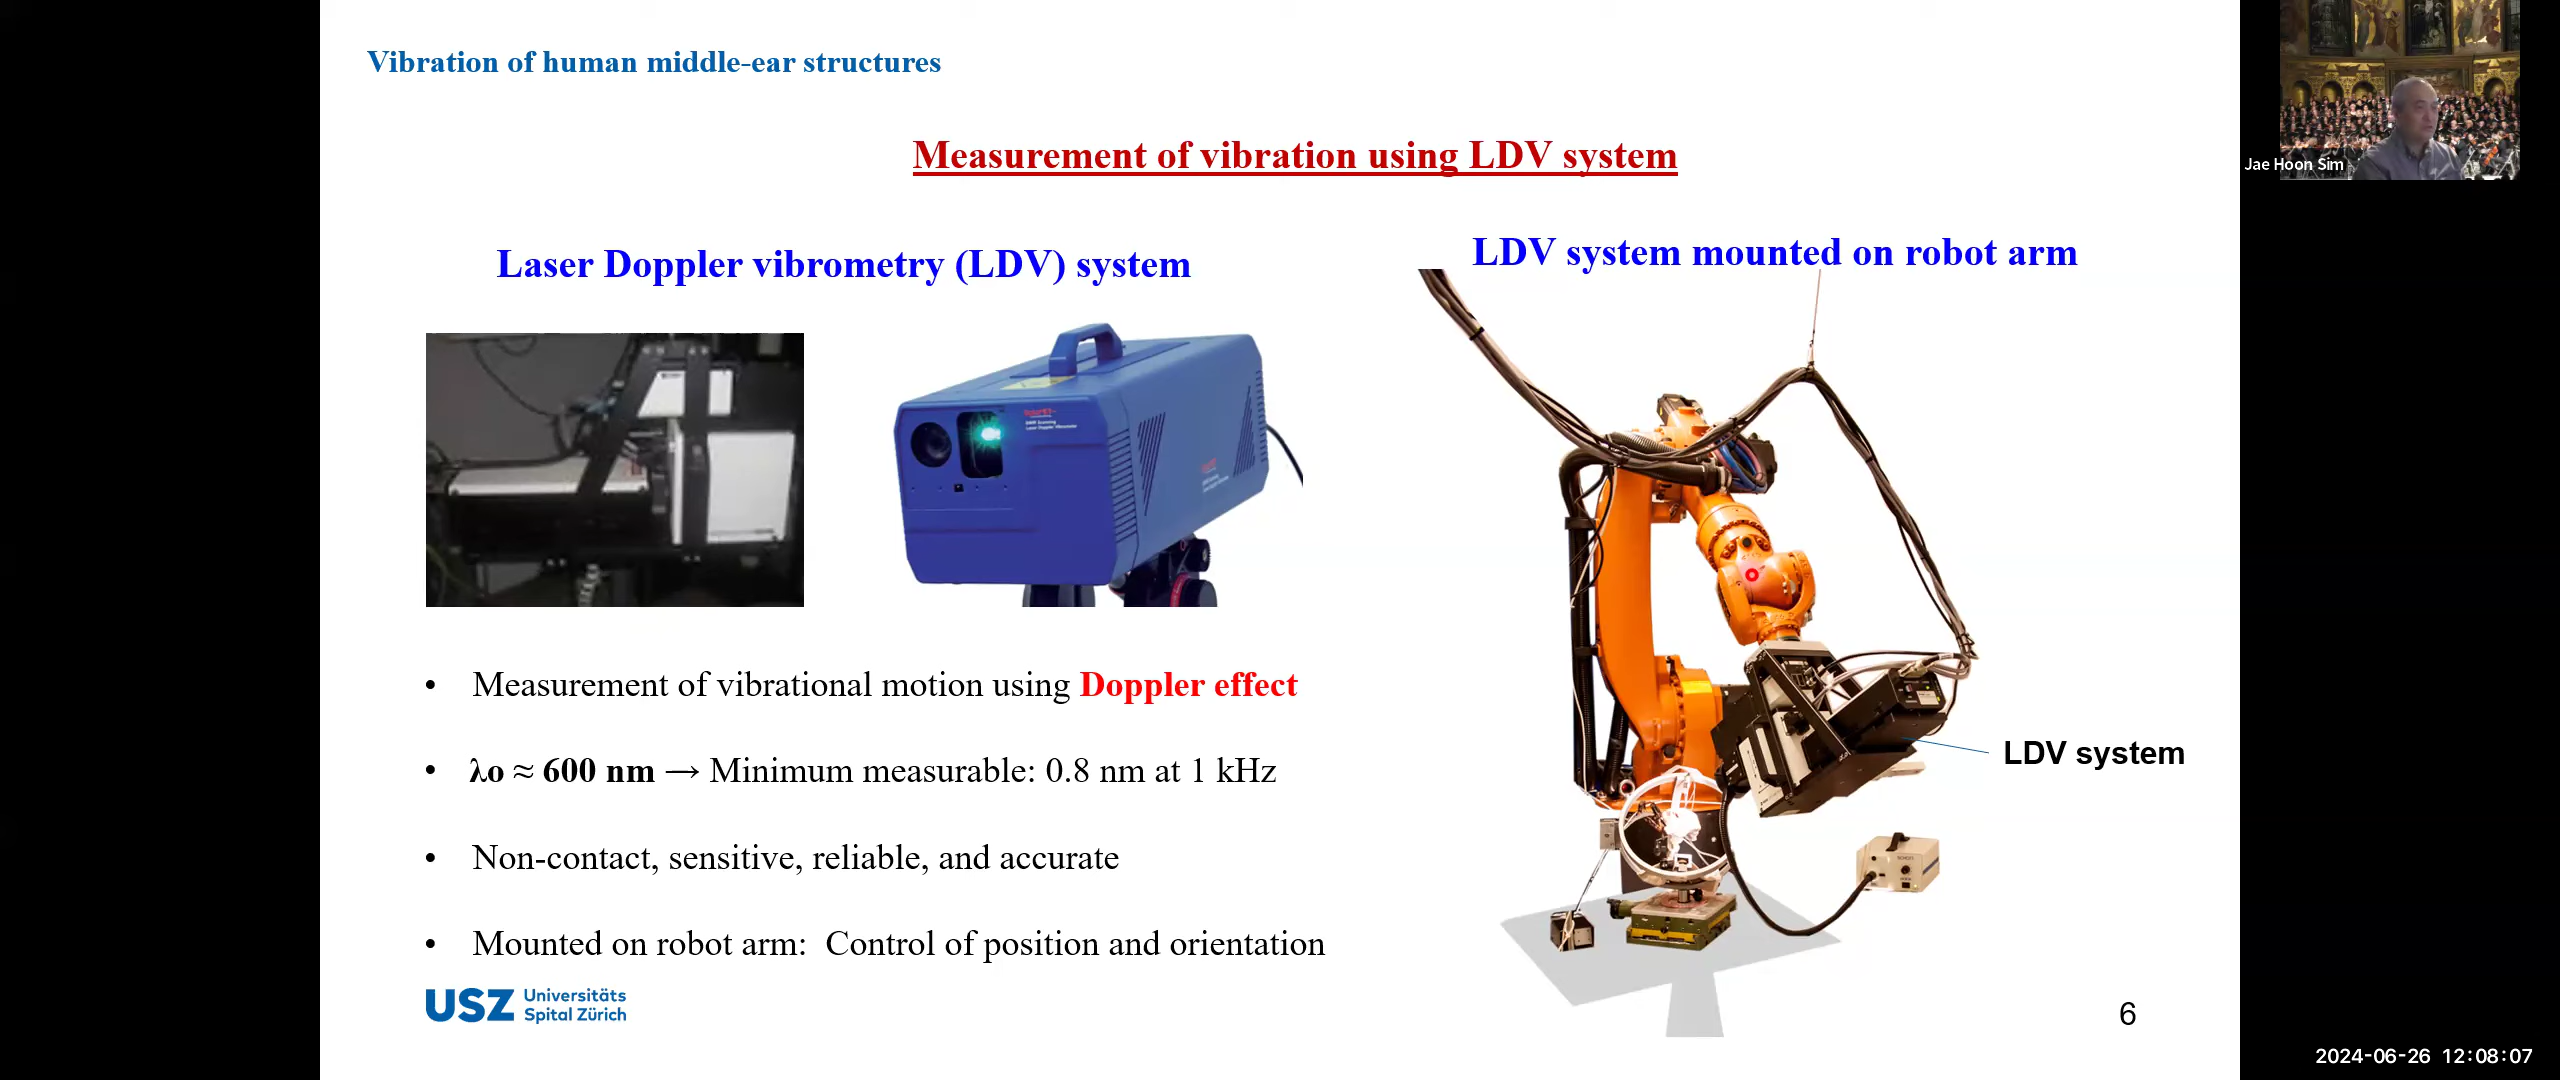 Vibration of human middle-ear structures
Measurement of vibration using LDV system
Laser Doppler vibrometry (LDV) system
LDV system mounted on robot arm
• Measurement of vibrational motion using Doppler effect
• λo ≈ 600 nm → Minimum measurable: 0.8 nm at 1 kHz
• Non-contact, sensitive, reliable, and accurate
• Mounted on robot arm: Control of position and orientation
LDV system
USZ Universitäts
Spital Zürich
6
Jae Hoon Sim
2024-06-26 12:08:07